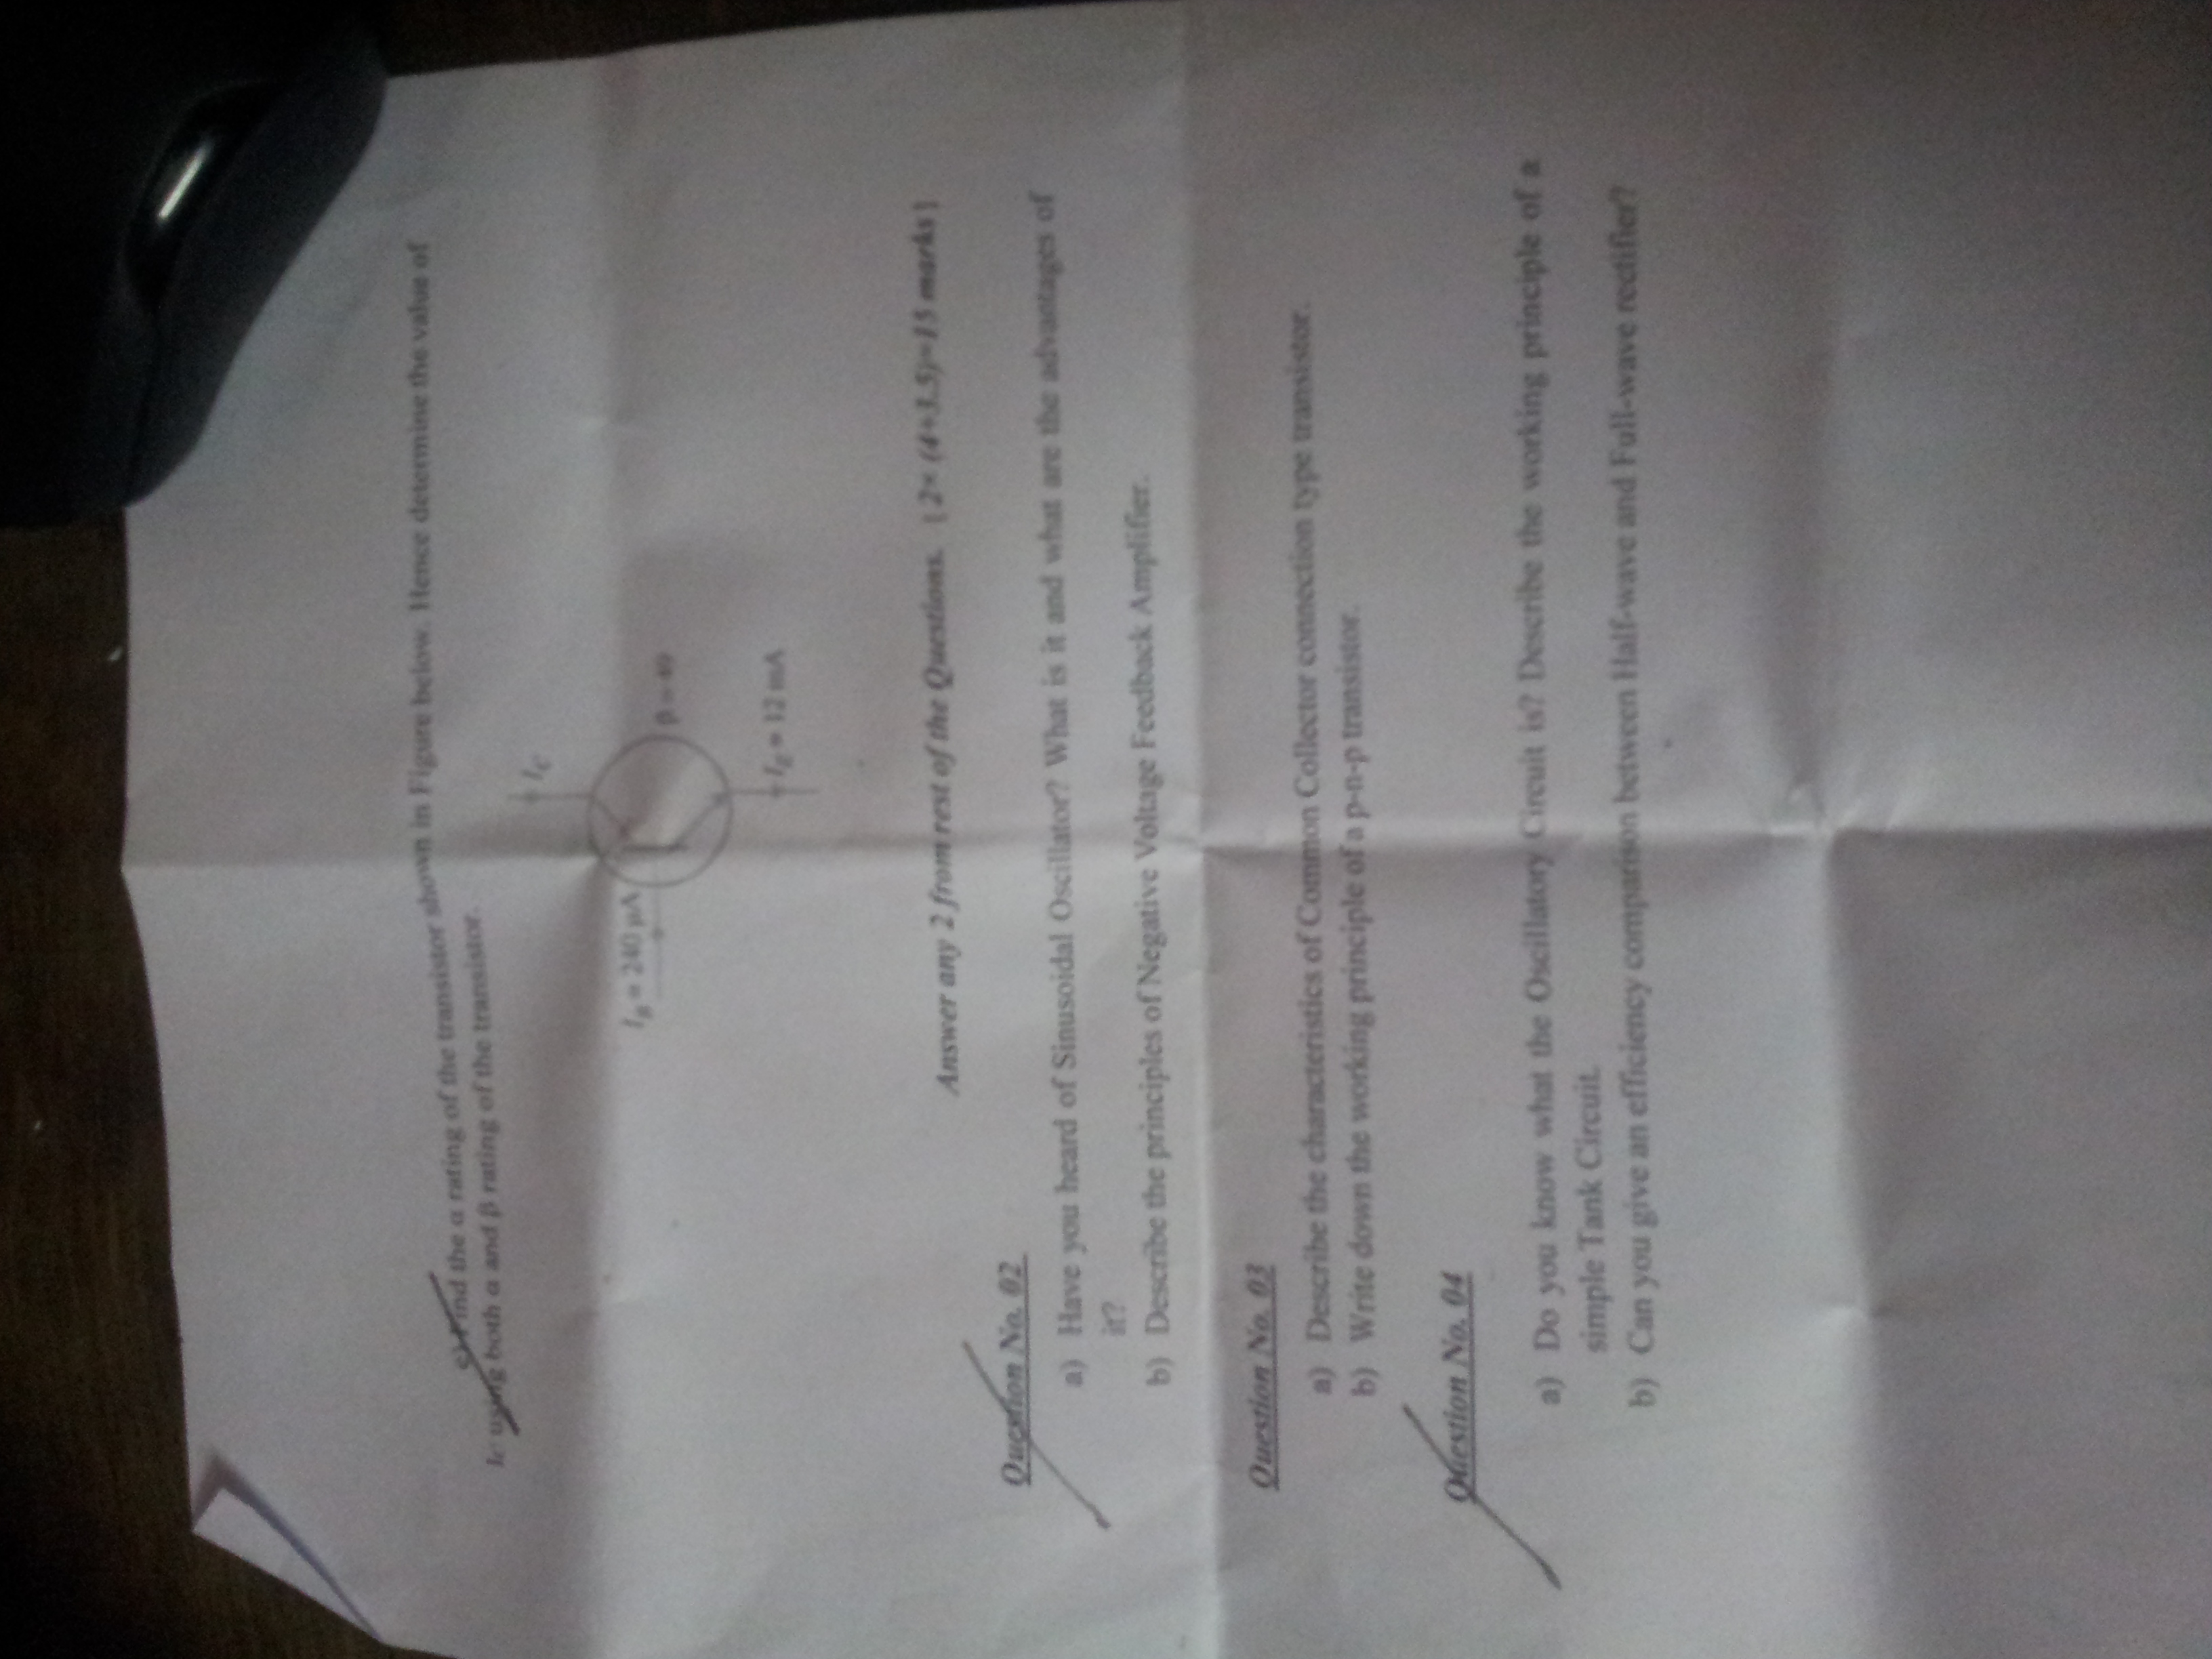 c) Find the α rating of the transistor shown in Figure below. Hence determine the value of
Ic using both α and β rating of the transistor.
IC
IB = 240 μA
β = 49
IE = 12 mA
Answer any 2 from rest of the Questions. [ 2× (4+3.5)=15 marks ]
Question No. 02
a) Have you heard of Sinusoidal Oscillator? What is it and what are the advantages of
it?
b) Describe the principles of Negative Voltage Feedback Amplifier.
Question No. 03
a) Describe the characteristics of Common Collector connection type transistor.
b) Write down the working principle of a p-n-p transistor.
Question No. 04
a) Do you know what the Oscillatory Circuit is? Describe the working principle of a
simple Tank Circuit.
b) Can you give an efficiency comparison between Half-wave and Full-wave rectifier?